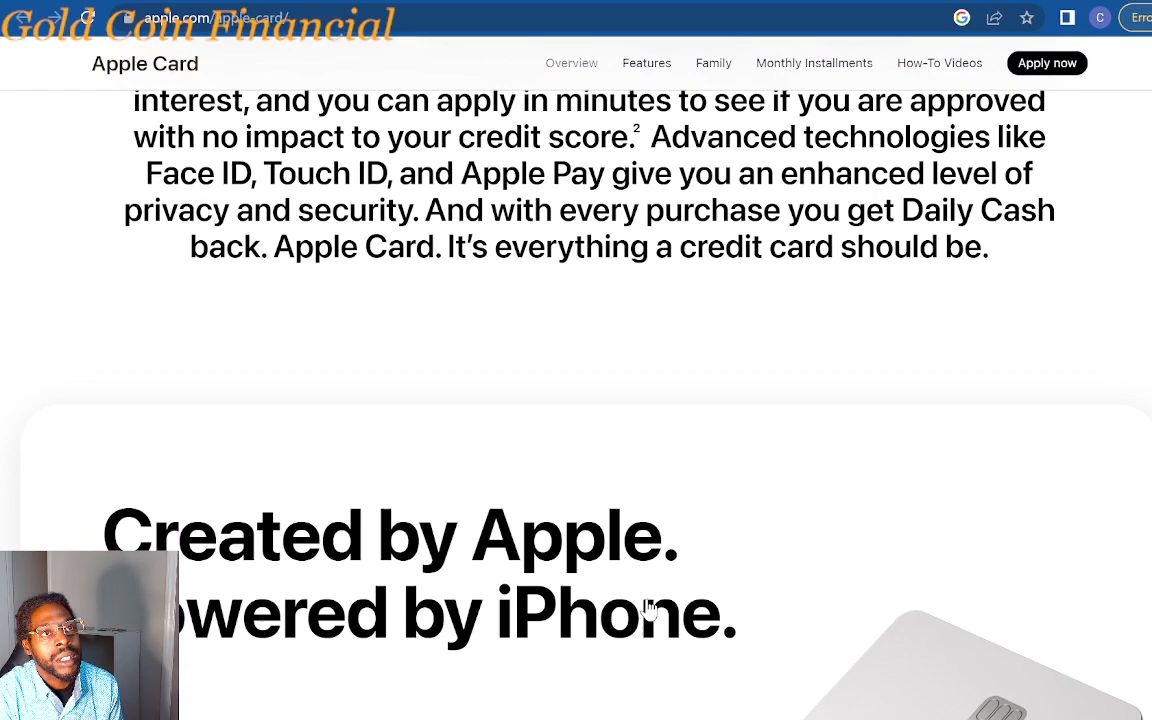 Gold Coin Financial
apple.com/apple-card/
C
Erro
Apple Card
Overview
Features
Family
Monthly Installments
How-To Videos
Apply now
interest, and you can apply in minutes to see if you are approved
with no impact to your credit score.² Advanced technologies like
Face ID, Touch ID, and Apple Pay give you an enhanced level of
privacy and security. And with every purchase you get Daily Cash
back. Apple Card. It’s everything a credit card should be.
Created by Apple.
owered by iPhone.